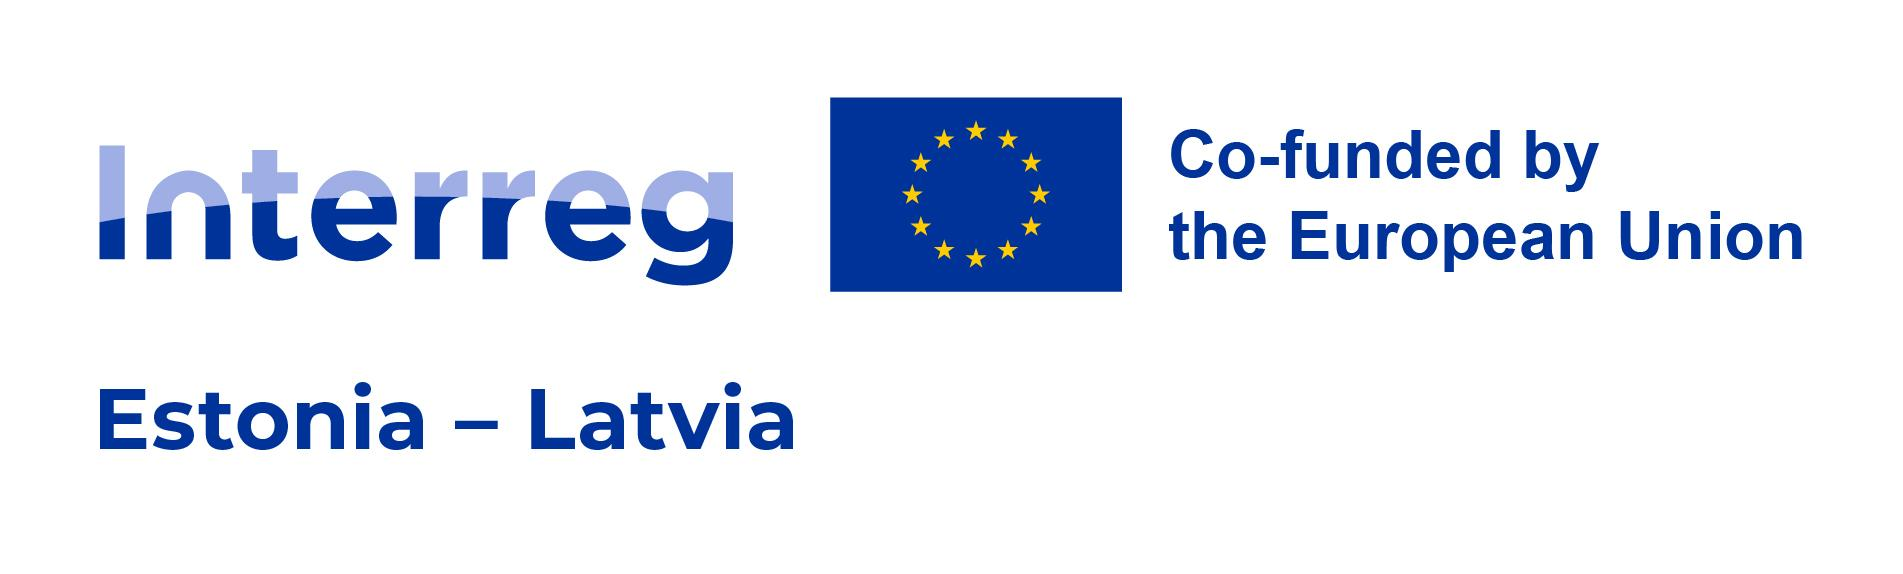 Interreg
Co-funded by
the European Union
Estonia – Latvia